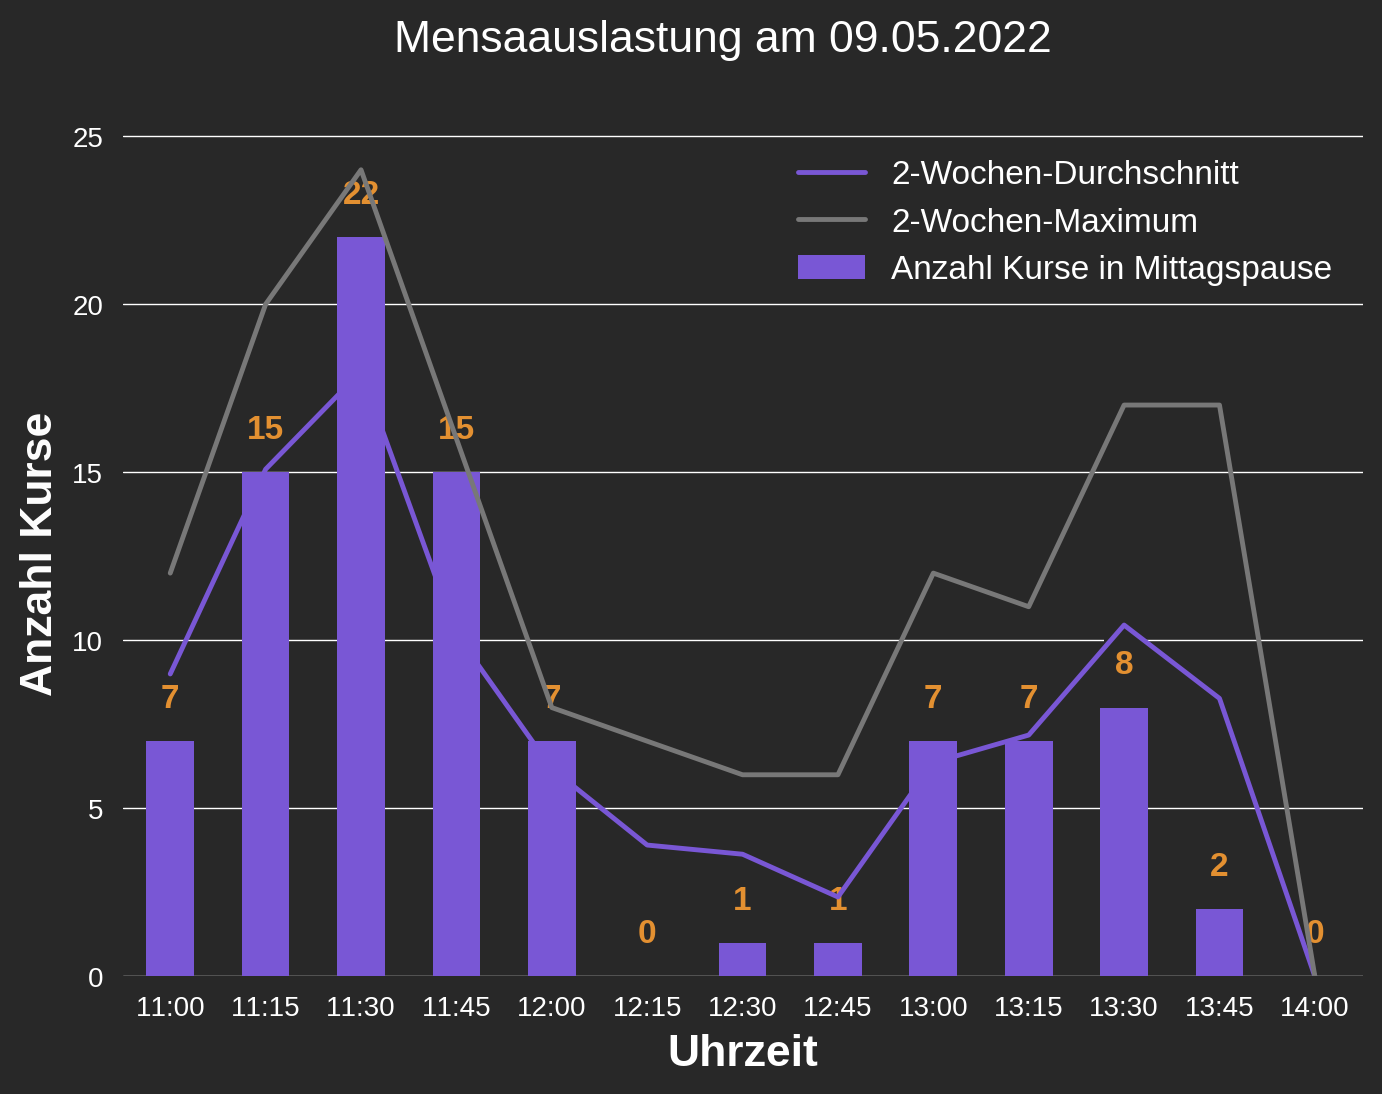 Mensaauslastung am 09.05.2022
25
20
15
10
5
0
Anzahl Kurse
2-Wochen-Durchschnitt
2-Wochen-Maximum
Anzahl Kurse in Mittagspause
7
15
22
15
7
0
1
1
7
7
8
2
0
11:00 11:15 11:30 11:45 12:00 12:15 12:30 12:45 13:00 13:15 13:30 13:45 14:00
Uhrzeit